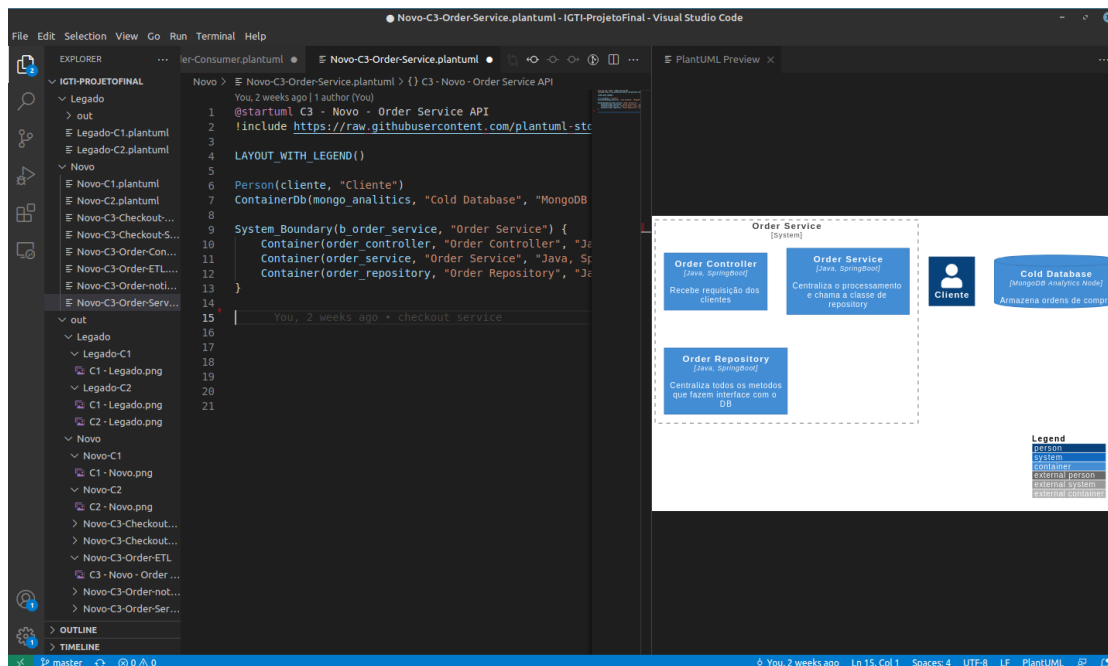 ● Novo-C3-Order-Service.plantuml - IGTI-ProjetoFinal - Visual Studio Code
File Edit Selection View Go Run Terminal Help
EXPLORER
IGTI-PROJETOFINAL
Legado
out
Legado-C1.plantuml
Legado-C2.plantuml
Novo
Novo-C1.plantuml
Novo-C2.plantuml
Novo-C3-Checkout-...
Novo-C3-Checkout-S...
Novo-C3-Order-Con...
Novo-C3-Order-ETL....
Novo-C3-Order-noti...
Novo-C3-Order-Serv...
out
Legado
Legado-C1
C1 - Legado.png
Legado-C2
C1 - Legado.png
C2 - Legado.png
Novo
Novo-C1
C1 - Novo.png
Novo-C2
C2 - Novo.png
Novo-C3-Checkout...
Novo-C3-Checkout...
Novo-C3-Order-ETL
C3 - Novo - Order ...
Novo-C3-Order-not...
Novo-C3-Order-Ser...
OUTLINE
TIMELINE
2
1
1
er-Consumer.plantuml ● Novo-C3-Order-Service.plantuml ●
Novo > Novo-C3-Order-Service.plantuml > {} C3 - Novo - Order Service API
You, 2 weeks ago | 1 author (You)
1 @startuml C3 - Novo - Order Service API
2 !include https://raw.githubusercontent.com/plantuml-std
3
4 LAYOUT_WITH_LEGEND()
5
6 Person(cliente, "Cliente")
7 ContainerDb(mongo_analitics, "Cold Database", "MongoDB
8
9 System_Boundary(b_order_service, "Order Service") {
10 Container(order_controller, "Order Controller", "Ja
11 Container(order_service, "Order Service", "Java, Sp
12 Container(order_repository, "Order Repository", "Ja
13 }
14
15 You, 2 weeks ago • checkout service
16
17
18
19
20
21
PlantUML Preview
Order Service
[System]
Order Controller
[Java, SpringBoot]
Recebe requisição dos
clientes
Order Service
[Java, SpringBoot]
Centraliza o processamento
e chama a classe de
repository
Cliente
Cold Database
[MongoDB Analytics Node]
Armazena ordens de compr
Order Repository
[Java, SpringBoot]
Centraliza todos os metodos
que fazem interface com o
DB
Legend
person
system
container
external person
external system
external container
master 0 0 You, 2 weeks ago Ln 15, Col 1 Spaces: 4 UTF-8 LF PlantUML